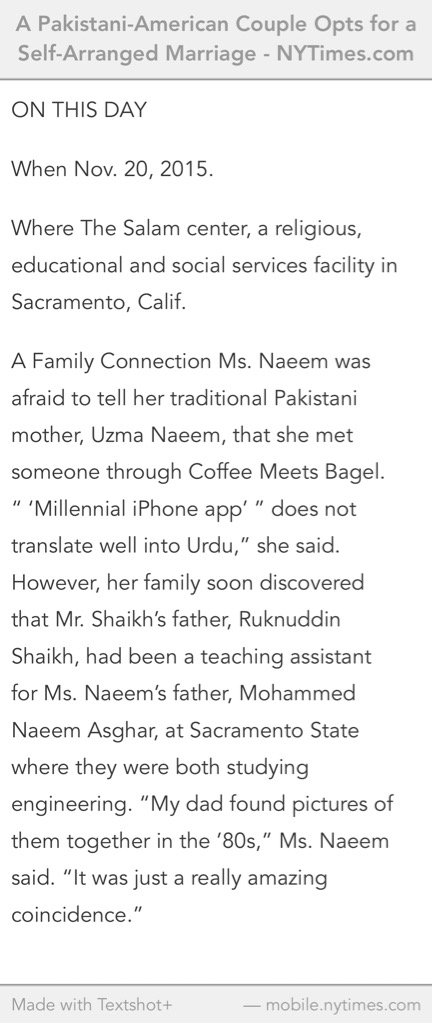 A Pakistani-American Couple Opts for a
Self-Arranged Marriage - NYTimes.com
ON THIS DAY
When Nov. 20, 2015.
Where The Salam center, a religious,
educational and social services facility in
Sacramento, Calif.
A Family Connection Ms. Naeem was
afraid to tell her traditional Pakistani
mother, Uzma Naeem, that she met
someone through Coffee Meets Bagel.
“ ‘Millennial iPhone app’ ” does not
translate well into Urdu,” she said.
However, her family soon discovered
that Mr. Shaikh’s father, Ruknuddin
Shaikh, had been a teaching assistant
for Ms. Naeem’s father, Mohammed
Naeem Asghar, at Sacramento State
where they were both studying
engineering. “My dad found pictures of
them together in the ’80s,” Ms. Naeem
said. “It was just a really amazing
coincidence.”
Made with Textshot+ — mobile.nytimes.com